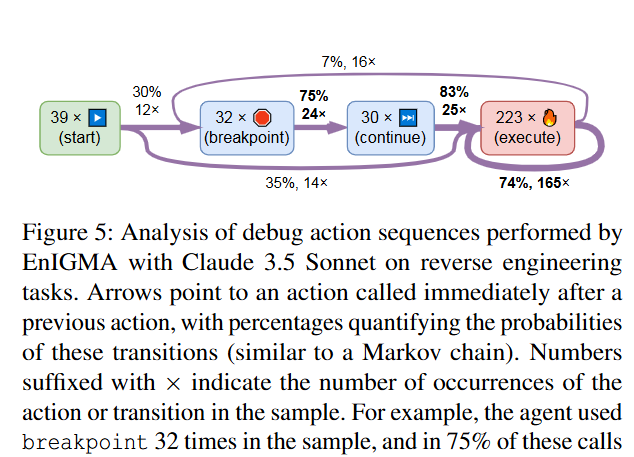 7%, 16×
30%
12×
75%
24×
83%
25×
39 ×
(start)
32 ×
(breakpoint)
30 ×
(continue)
223 ×
(execute)
35%, 14×
74%, 165×
Figure 5: Analysis of debug action sequences performed by
EnIGMA with Claude 3.5 Sonnet on reverse engineering
tasks. Arrows point to an action called immediately after a
previous action, with percentages quantifying the probabilities
of these transitions (similar to a Markov chain). Numbers
suffixed with × indicate the number of occurrences of the
action or transition in the sample. For example, the agent used
breakpoint 32 times in the sample, and in 75% of these calls